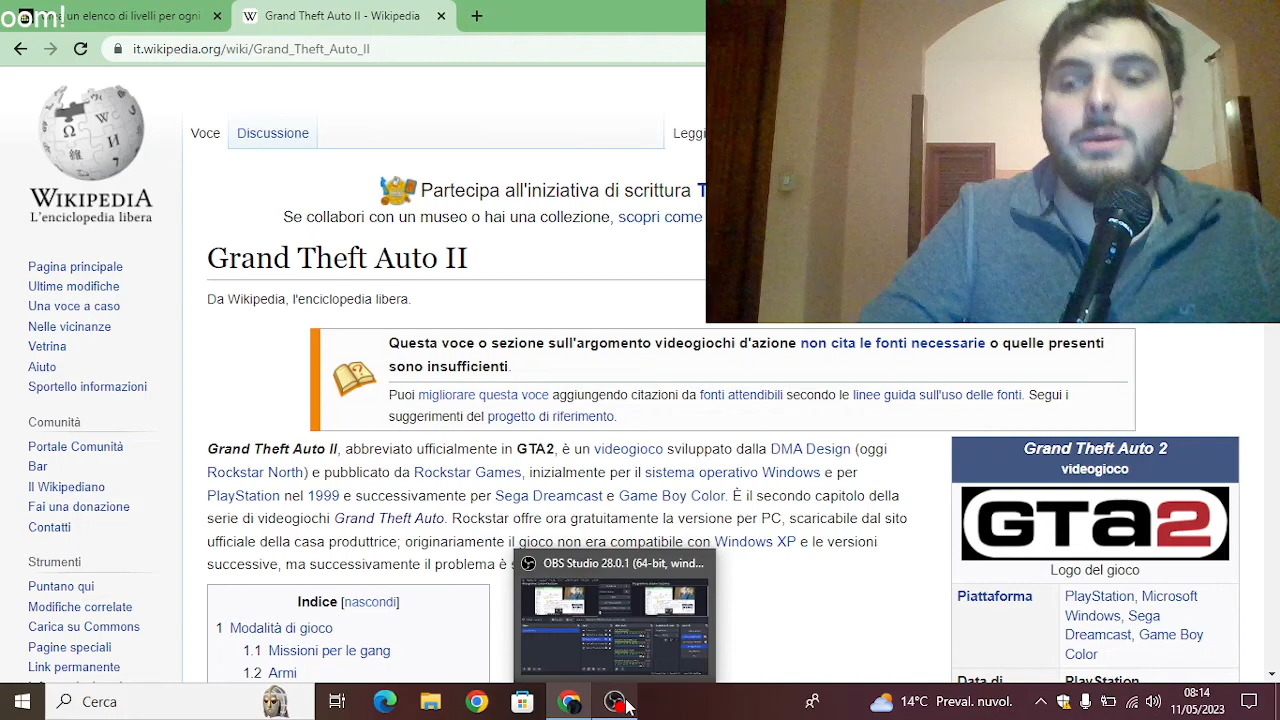 oom!
un elenco di livelli per ogni
Grand Theft Auto II - Wikipedia
it.wikipedia.org/wiki/Grand_Theft_Auto_II
WIKIPEDIA
L'enciclopedia libera
Voce
Discussione
Partecipa all'iniziativa di scrittura
Se collabori con un museo o hai una collezione, scopri come
Grand Theft Auto II
Da Wikipedia, l'enciclopedia libera.
Pagina principale
Ultime modifiche
Una voce a caso
Nelle vicinanze
Vetrina
Aiuto
Sportello informazioni
Comunità
Portale Comunità
Bar
Il Wikipediano
Fai una donazione
Contatti
Strumenti
Puntano qui
Modifiche correlate
Carica su Commons
Pagine speciali
Link permanente
Questa voce o sezione sull'argomento videogiochi d'azione non cita le fonti necessarie o quelle presenti
sono insufficienti.
Puoi migliorare questa voce aggiungendo citazioni da fonti attendibili secondo le linee guida sull'uso delle fonti. Segui i
suggerimenti del progetto di riferimento.
Grand Theft Auto II, abbreviato ufficialmente in GTA2, è un videogioco sviluppato dalla DMA Design (oggi
Rockstar North) e pubblicato da Rockstar Games, inizialmente per il sistema operativo Windows e per
PlayStation nel 1999 e successivamente per Sega Dreamcast e Game Boy Color. È il secondo capitolo della
serie di videogiochi Grand Theft Auto. Rockstar offre ora gratuitamente la versione per PC, scaricabile dal sito
ufficiale della casa produttrice; originariamente il gioco non era compatibile con Windows XP e le versioni
successive, ma il problema è
Indice [nascondi]
1 Modalità di
1.1 Missioni
1.2 Armi
Grand Theft Auto 2
videogioco
GTA2
Logo del gioco
Piattaforma
PlayStation, Microsoft
Windows, Sega
Dreamcast, Game Boy
Color
Data di
PlayStation
OBS Studio 28.0.1 (64-bit, wind...
Cerca
14°C Preval. nuvol.
08:14
11/05/2023